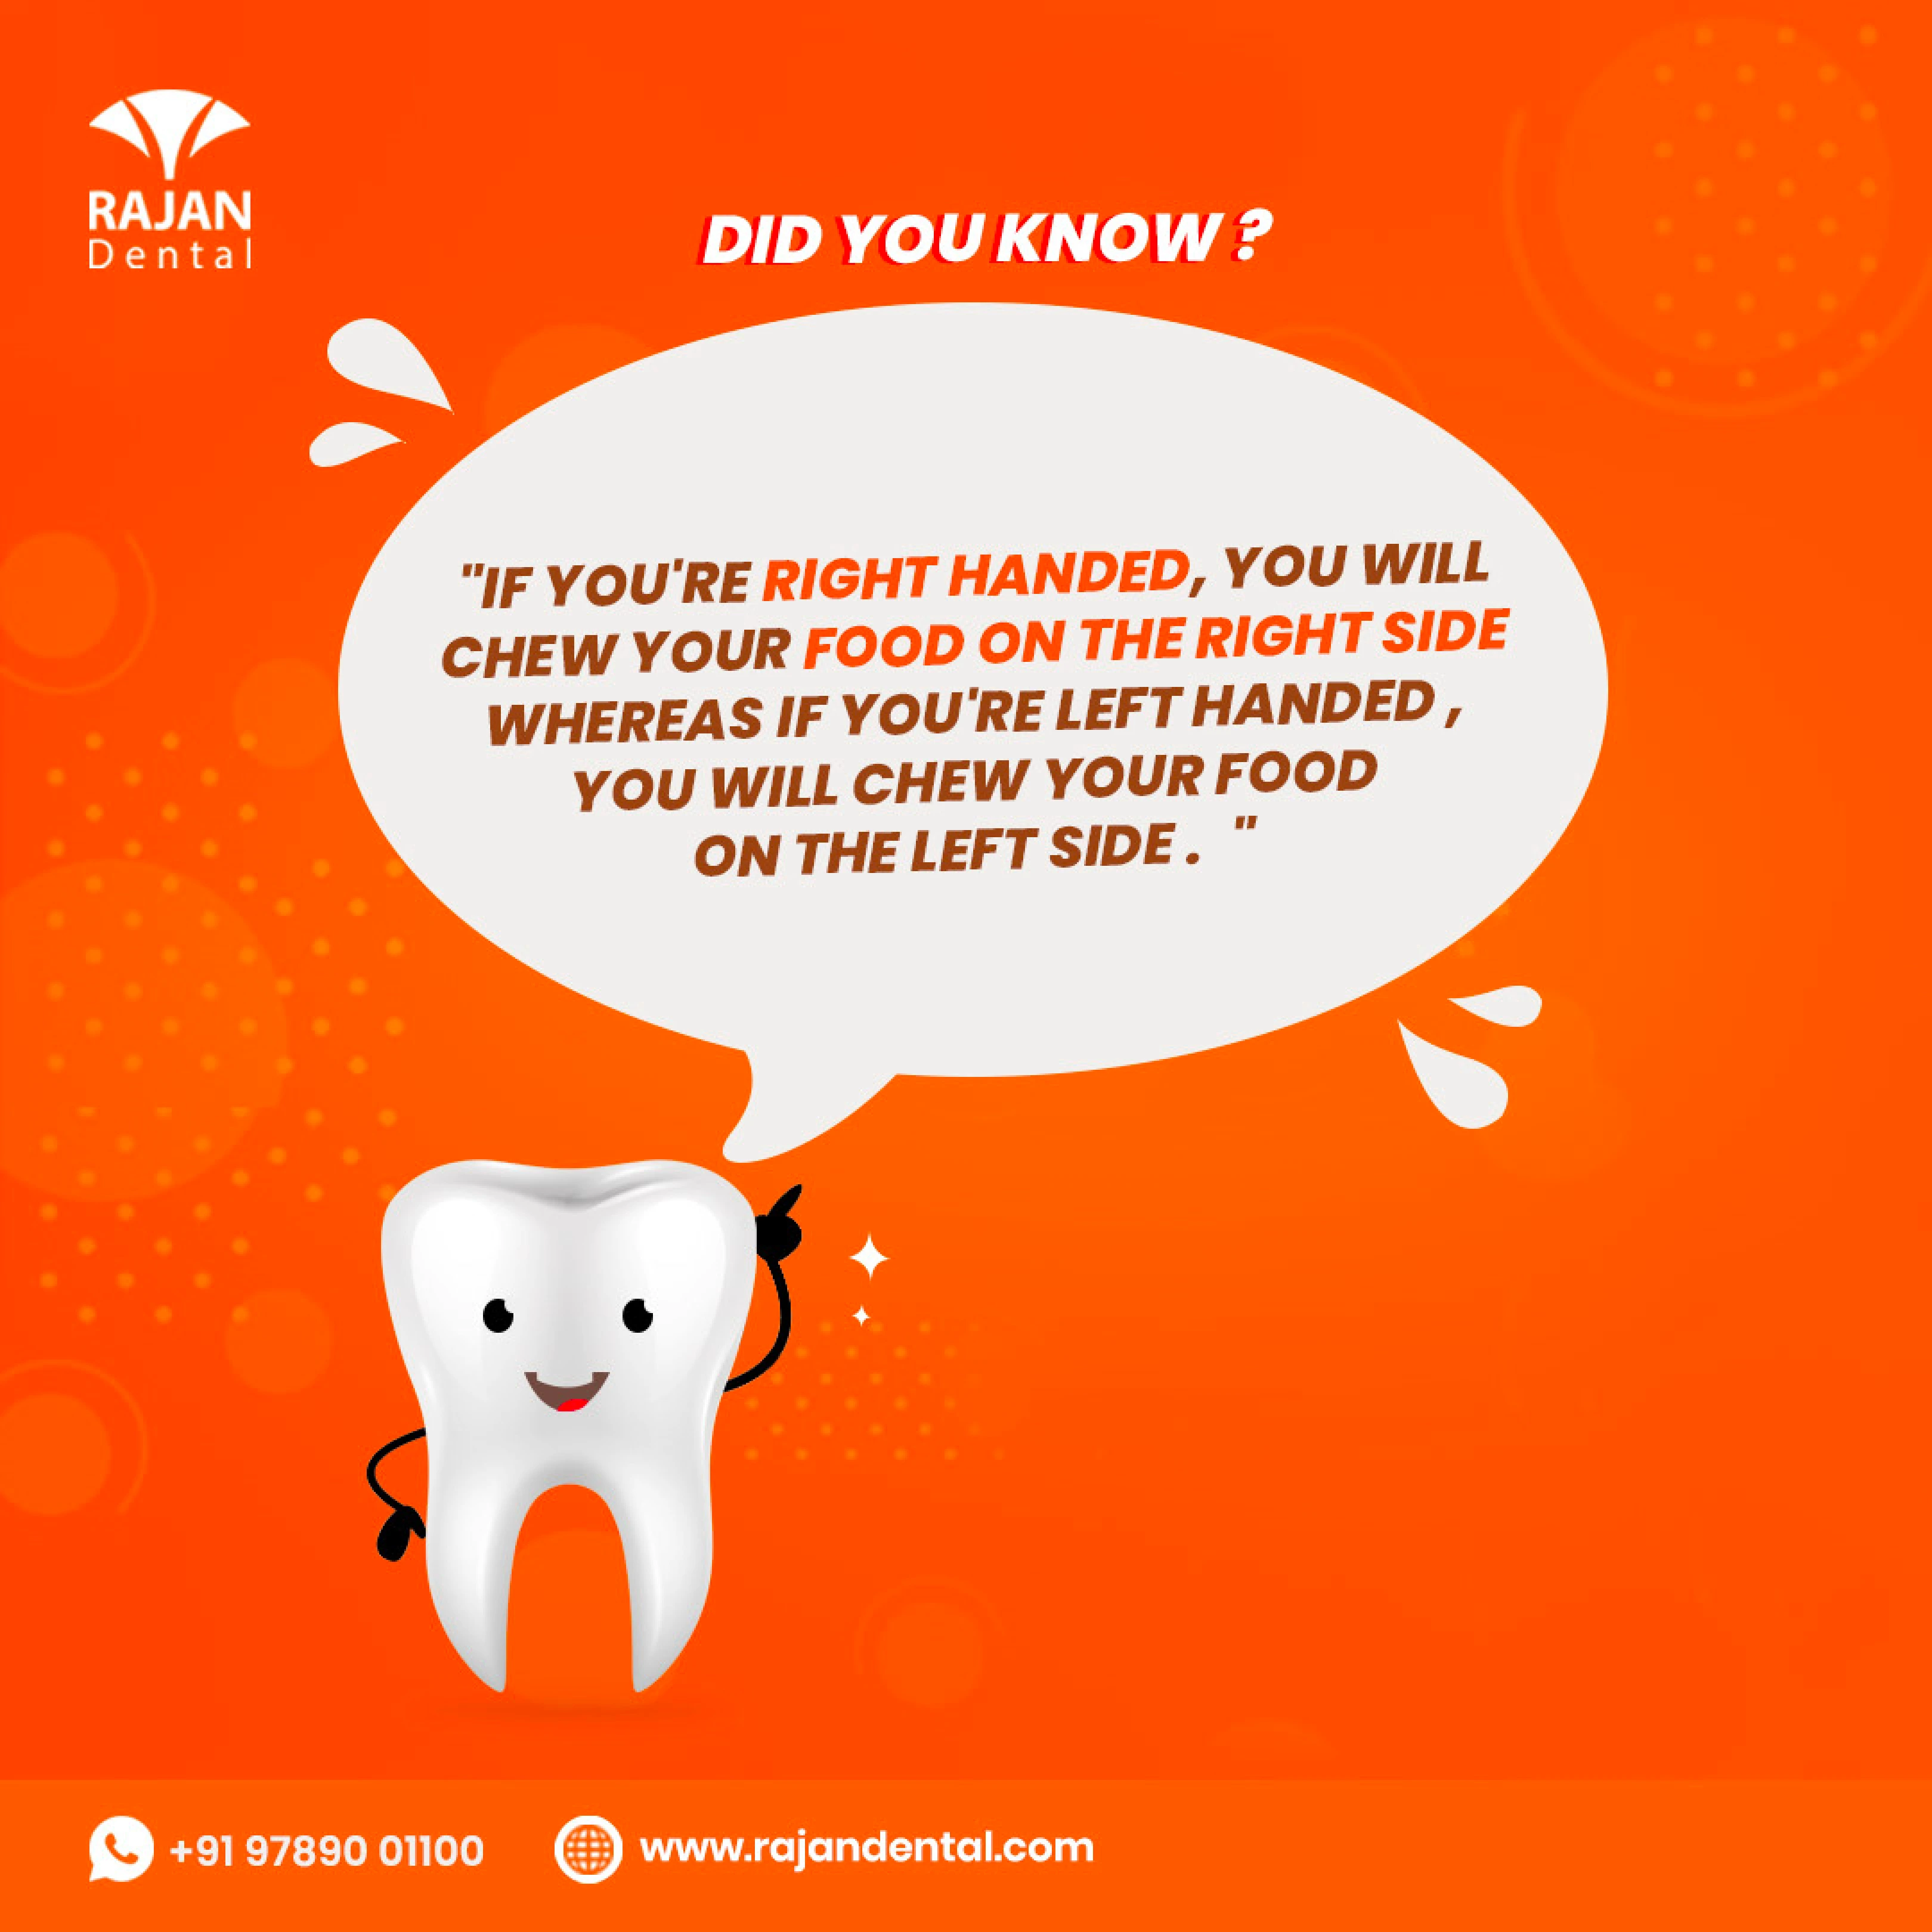 RAJAN
Dental
DID YOU KNOW ?
"IF YOU'RE RIGHT HANDED, YOU WILL
CHEW YOUR FOOD ON THE RIGHT SIDE
WHEREAS IF YOU'RE LEFT HANDED ,
YOU WILL CHEW YOUR FOOD
ON THE LEFT SIDE . "
+91 97890 01100
www.rajandental.com